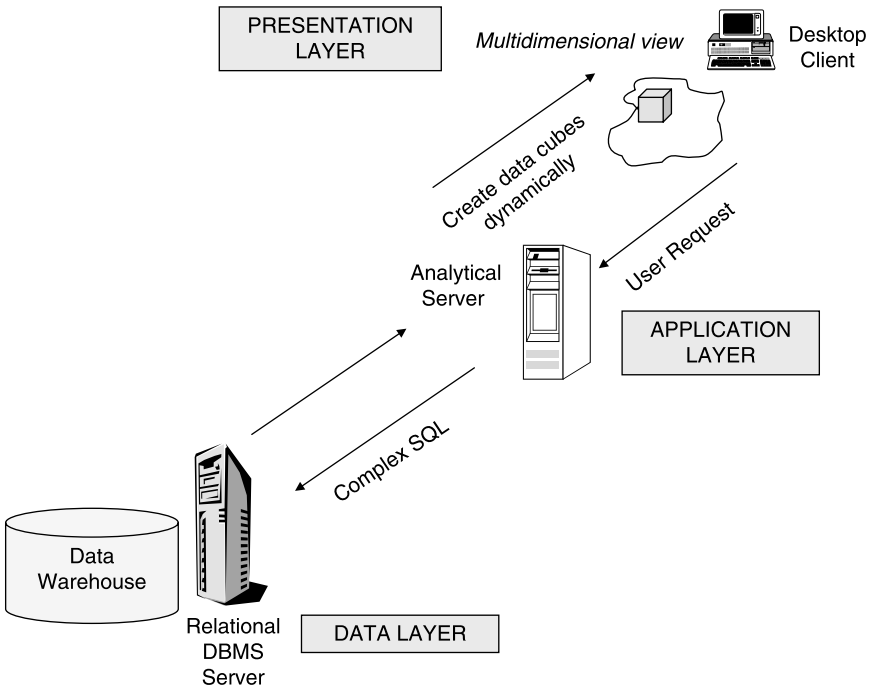 PRESENTATION
LAYER
Multidimensional view
Desktop
Client
Create data cubes
dynamically
User Request
Analytical
Server
APPLICATION
LAYER
Complex SQL
Data
Warehouse
Relational
DBMS
Server
DATA LAYER